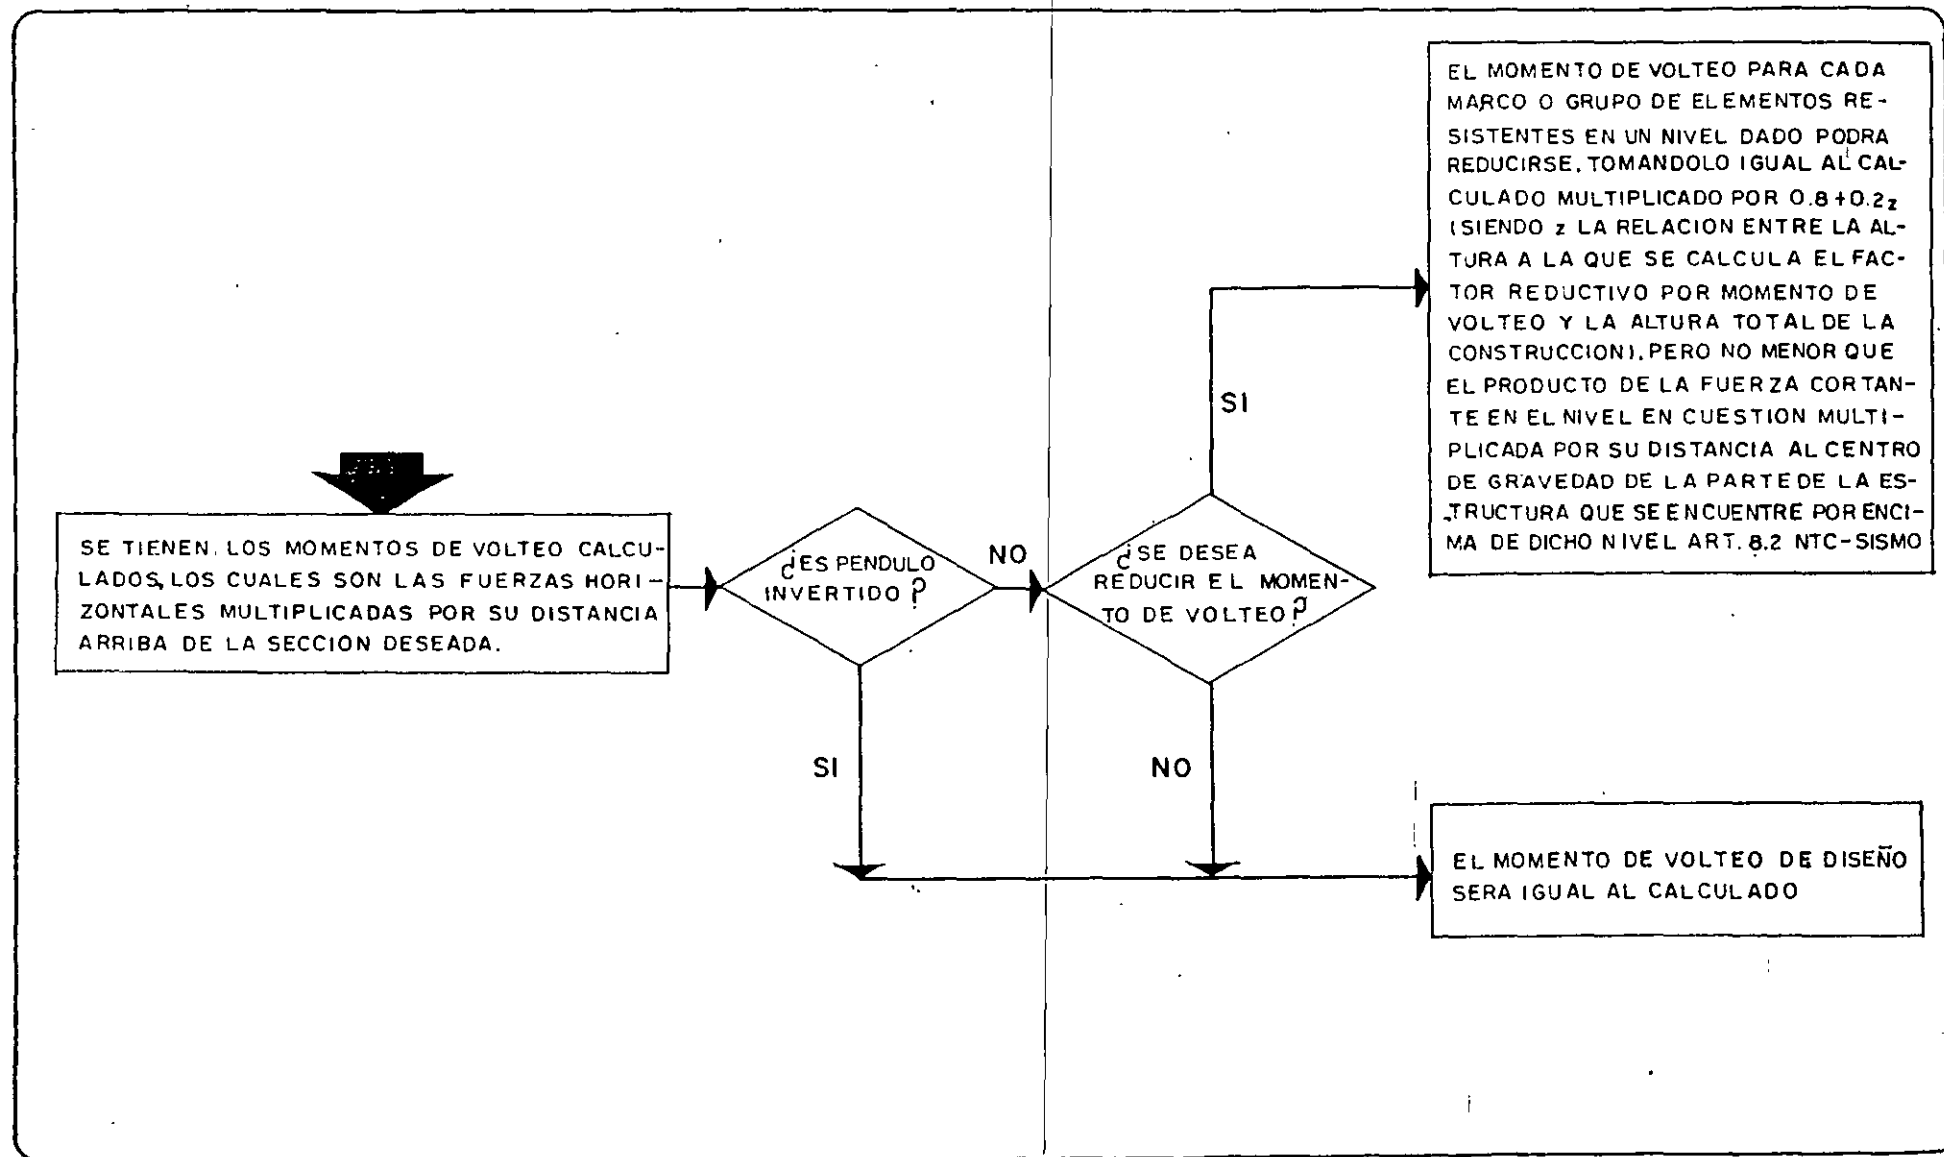 SE TIENEN LOS MOMENTOS DE VOLTEO CALCU-
LADOS, LOS CUALES SON LAS FUERZAS HORI-
ZONTALES MULTIPLICADAS POR SU DISTANCIA
ARRIBA DE LA SECCION DESEADA.
¿ES PENDULO
INVERTIDO?
NO
SI
¿SE DESEA
REDUCIR EL MOMEN-
TO DE VOLTEO?
SI
NO
EL MOMENTO DE VOLTEO PARA CADA
MARCO O GRUPO DE ELEMENTOS RE-
SISTENTES EN UN NIVEL DADO PODRA
REDUCIRSE, TOMANDOLO IGUAL AL CAL-
CULADO MULTIPLICADO POR 0.8+0.2z
(SIENDO z LA RELACION ENTRE LA AL-
TURA A LA QUE SE CALCULA EL FAC-
TOR REDUCTIVO POR MOMENTO DE
VOLTEO Y LA ALTURA TOTAL DE LA
CONSTRUCCION), PERO NO MENOR QUE
EL PRODUCTO DE LA FUERZA CORTAN-
TE EN EL NIVEL EN CUESTION MULTI-
PLICADA POR SU DISTANCIA AL CENTRO
DE GRAVEDAD DE LA PARTE DE LA ES-
TRUCTURA QUE SE ENCUENTRE POR ENCI-
MA DE DICHO NIVEL ART. 8.2 NTC-SISMO
EL MOMENTO DE VOLTEO DE DISEÑO
SERA IGUAL AL CALCULADO